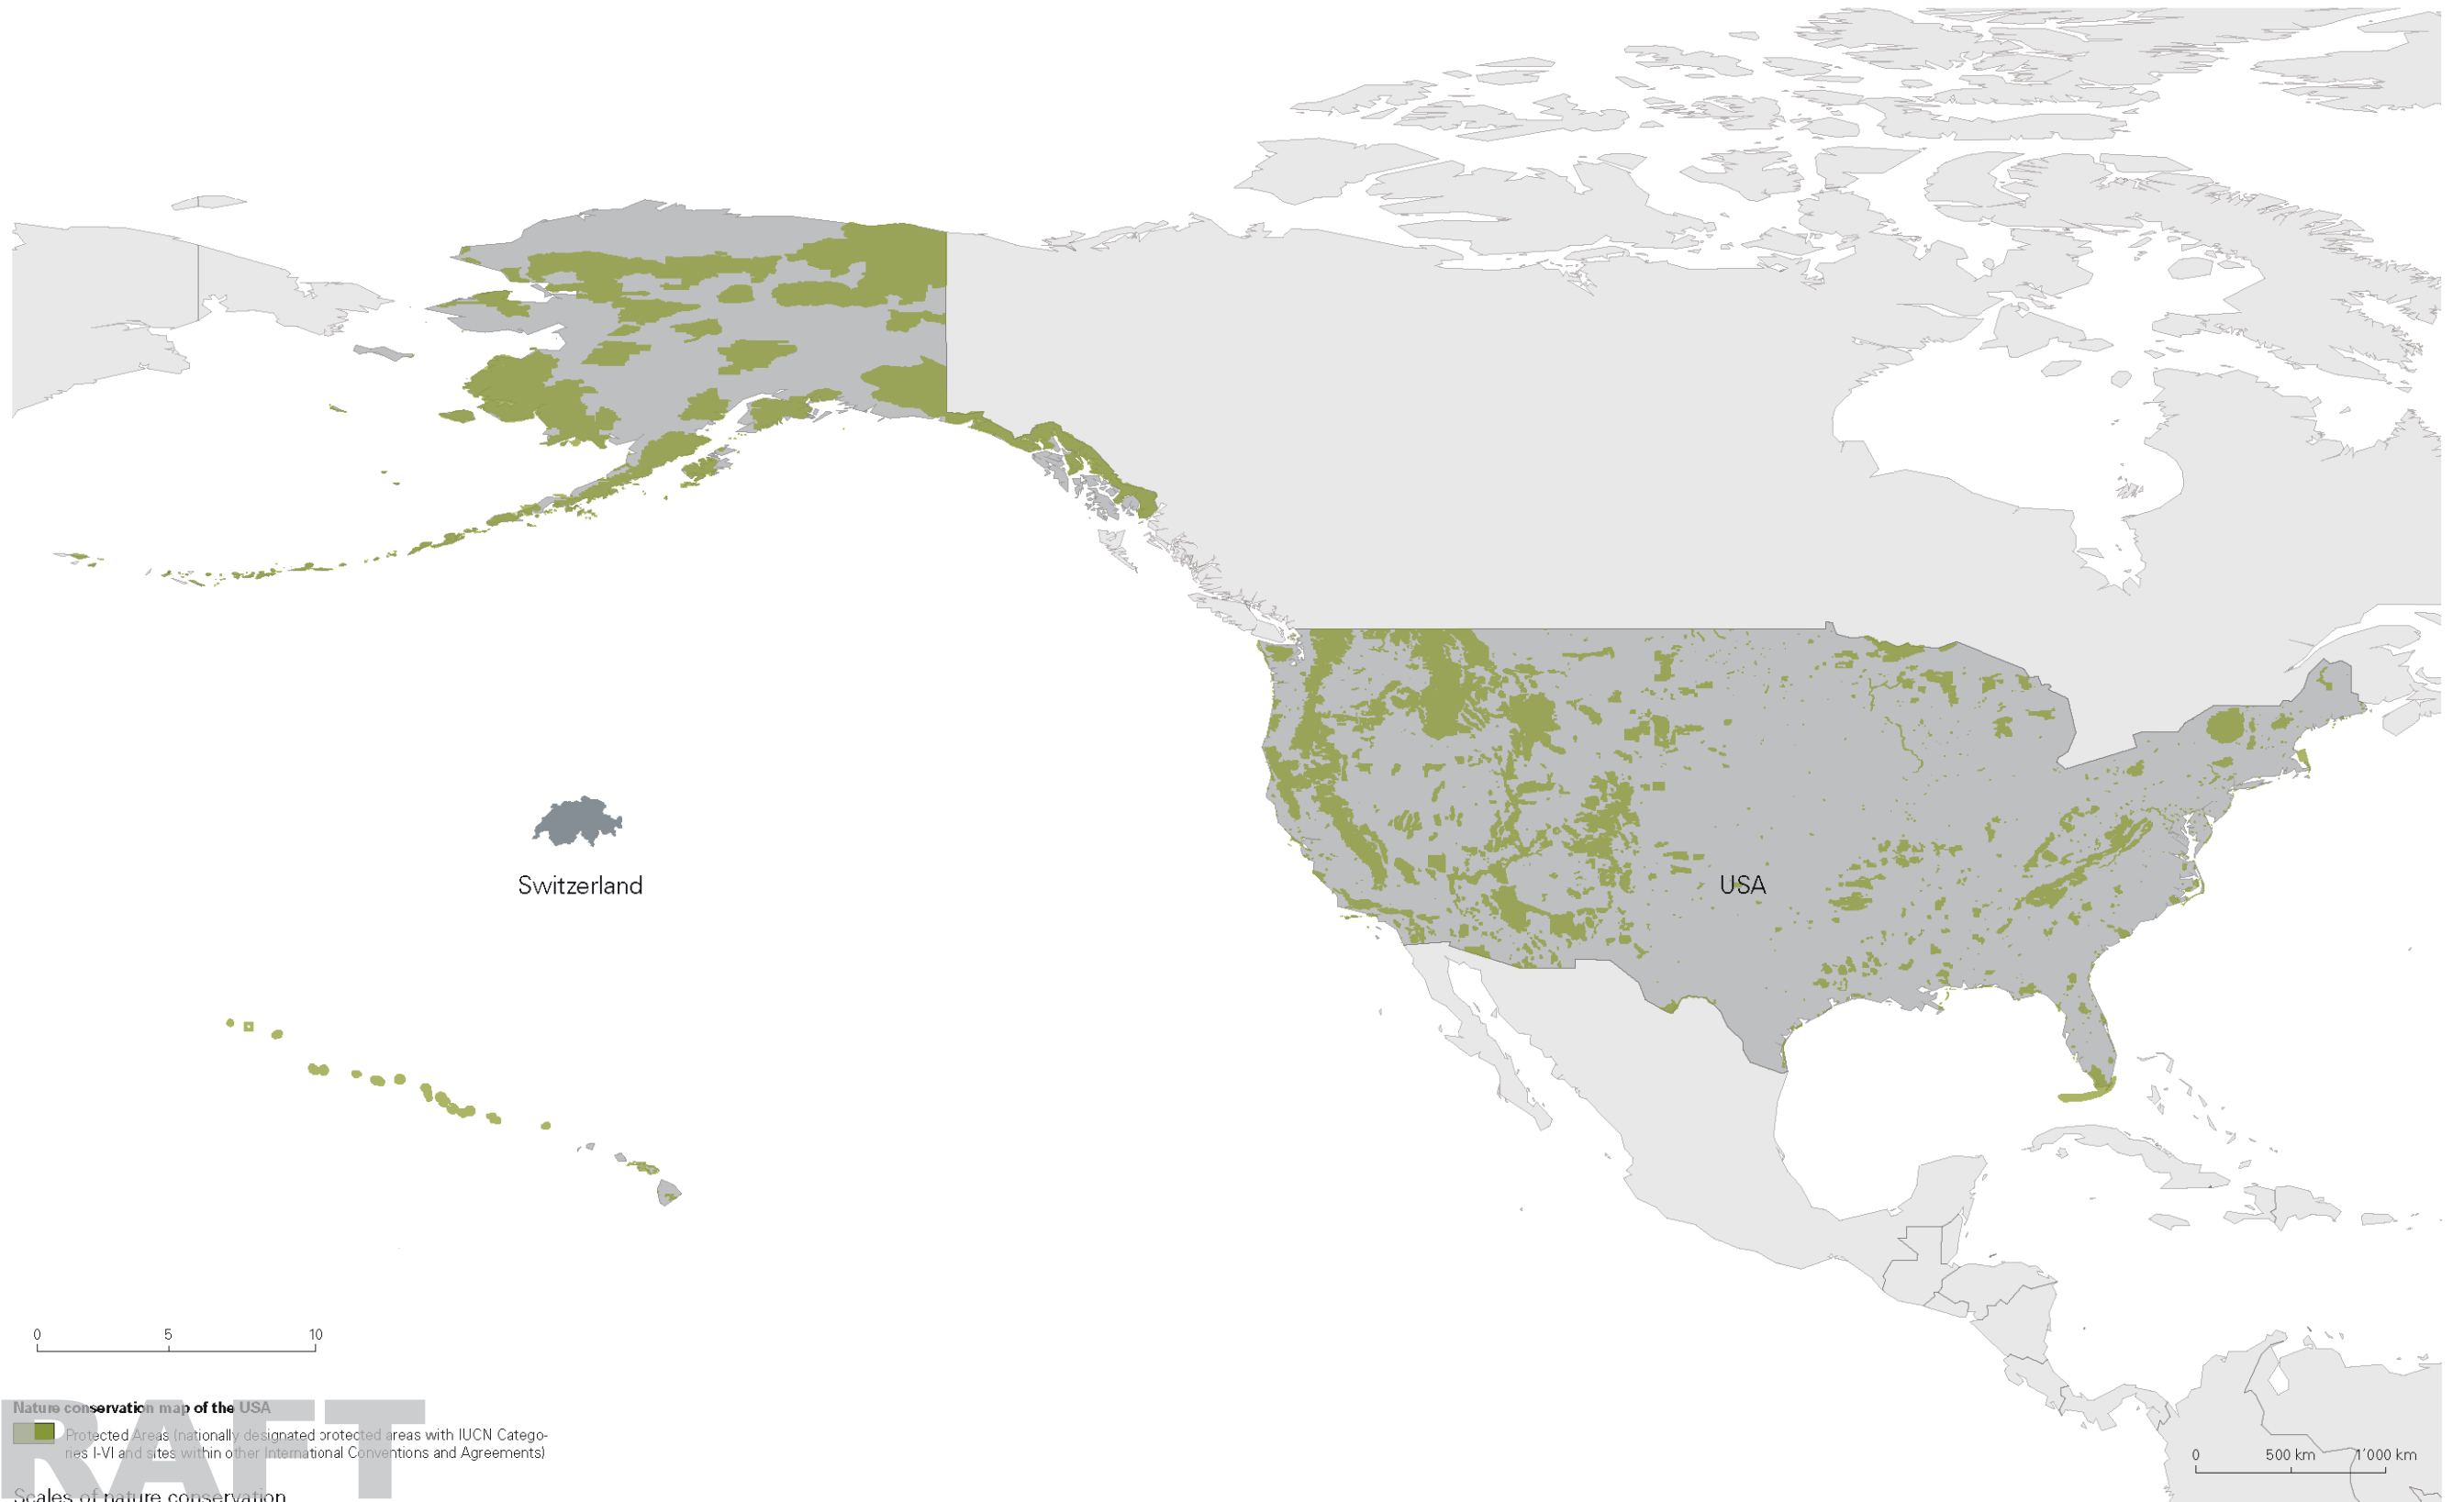 Switzerland
USA
0 5 10
Nature conservation map of the USA
Protected Areas (nationally designated protected areas with IUCN Catego-
ries I-VI and sites within other International Conventions and Agreements)
RAFT
Scales of nature conservation
0 500 km 1'000 km